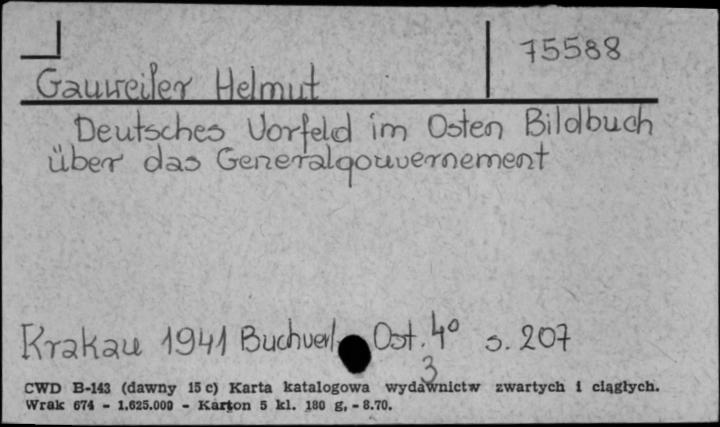 75588
Gauweiler Helmut
Deutsches Vorfeld im Osten Bildbuch
über das Generalgouvernement
Krakau 1941 Buchverl. Ost. 4° s. 207
3
CWD B-143 (dawny 15 c) Karta katalogowa wydawnictw zwartych i ciągłych.
Wrak 674 - 1.625.000 - Karton 5 kl. 180 g, - 8.70.